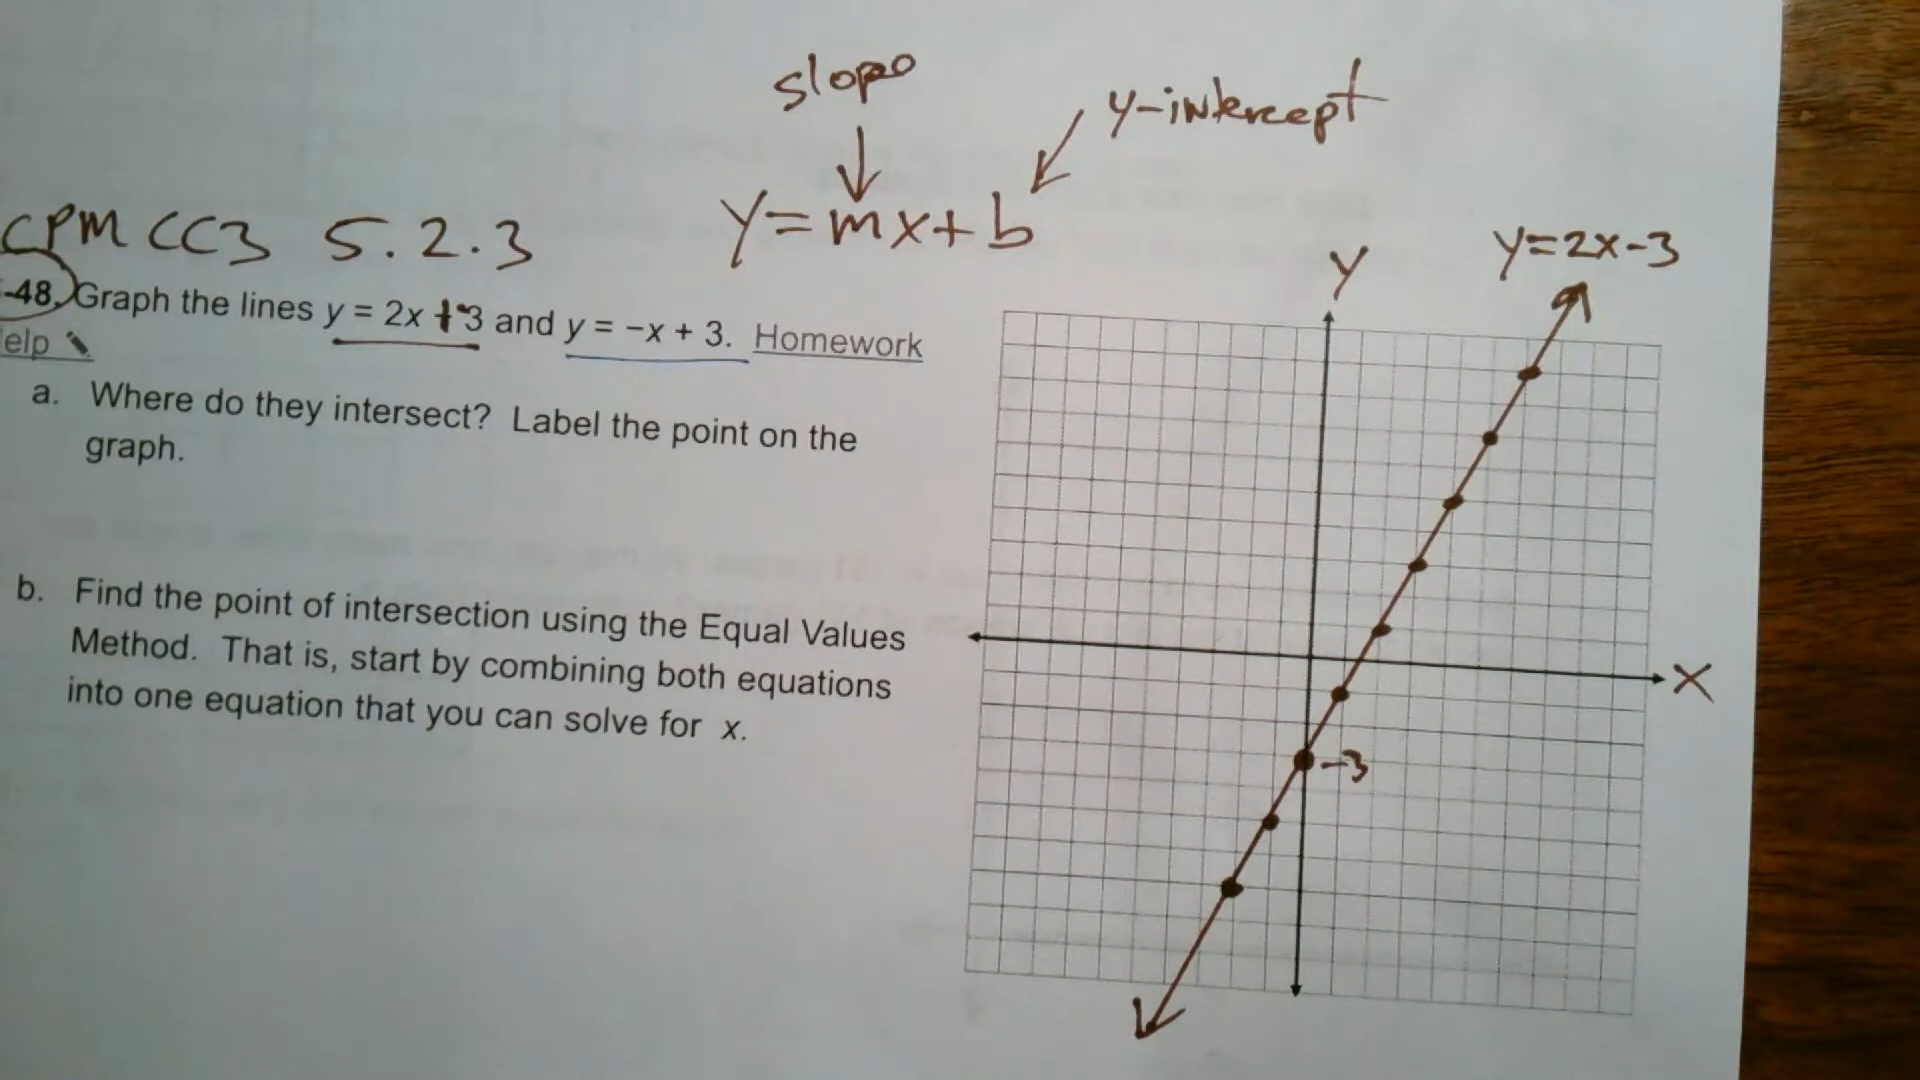 slope
y-intercept
y=mx+b
CPM CC3 5.2.3
y=2x-3
Y
-48. Graph the lines y = 2x -3 and y = −x + 3. Homework
elp
a. Where do they intersect? Label the point on the
graph.
b. Find the point of intersection using the Equal Values
Method. That is, start by combining both equations
into one equation that you can solve for x.
X
-3